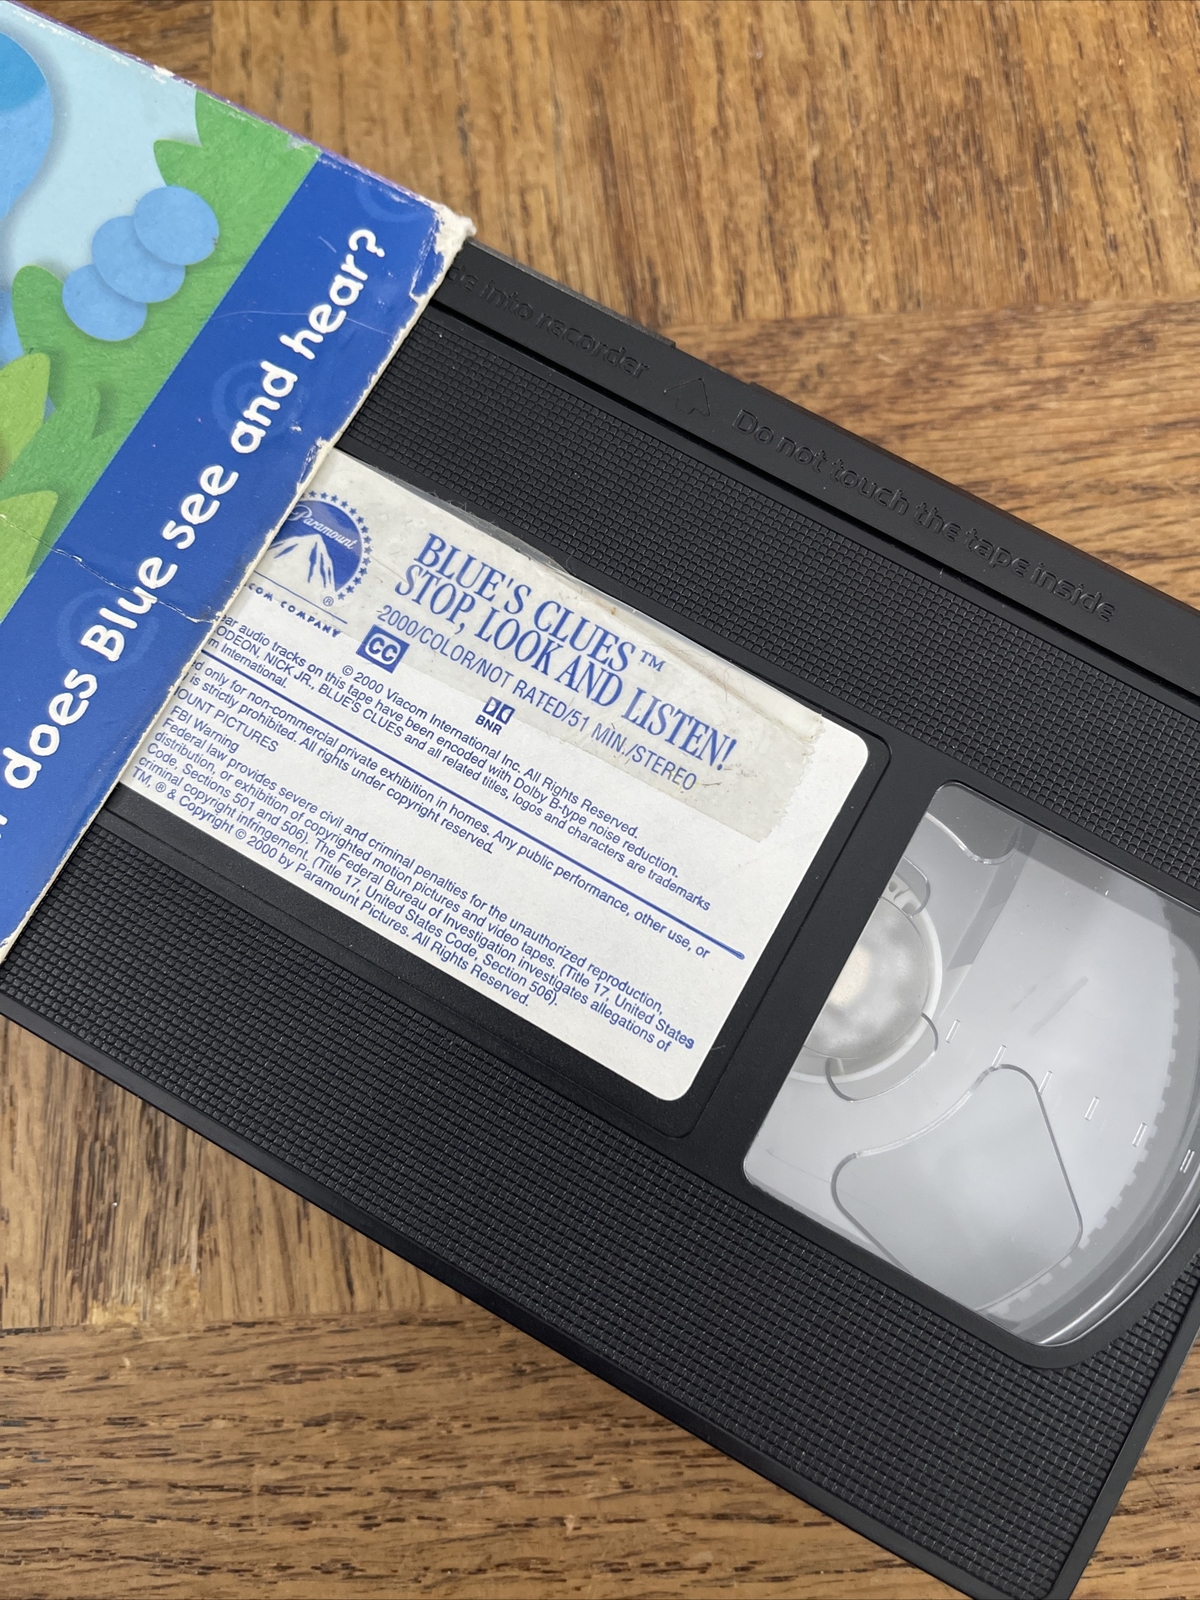 does Blue see and hear?
into recorder
Do not touch the tape inside
Paramount
®
COMPANY
BLUE'S CLUES™
STOP, LOOK AND LISTEN!
2000/COLOR/NOT RATED/51 MIN./STEREO
CC
BNR
© 2000 Viacom International Inc. All Rights Reserved.
audio tracks on this tape have been encoded with Dolby B-type noise reduction.
NICK JR., BLUE'S CLUES and all related titles, logos and characters are trademarks
International.
only for non-commercial private exhibition in homes. Any public performance, other use, or
is strictly prohibited. All rights under copyright reserved.
PICTURES
FBI Warning
Federal law provides severe civil and criminal penalties for the unauthorized reproduction,
distribution, or exhibition of copyrighted motion pictures and video tapes. (Title 17, United States
Code, Sections 501 and 506). The Federal Bureau of Investigation investigates allegations of
criminal copyright infringement. (Title 17, United States Code, Section 506).
TM, ® & Copyright © 2000 by Paramount Pictures. All Rights Reserved.